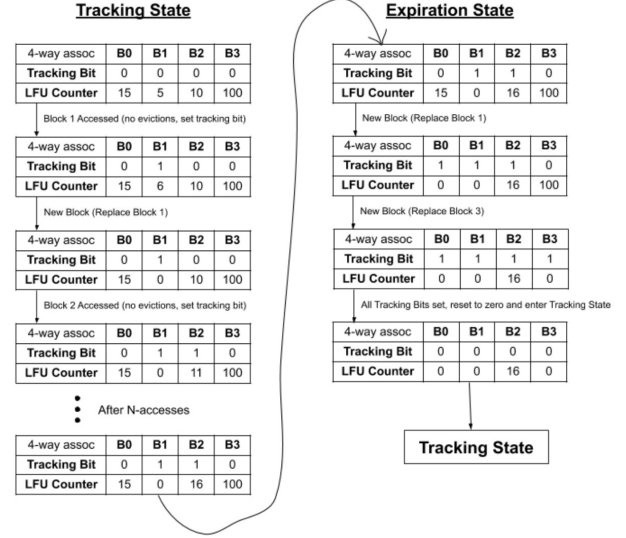 Tracking State
4-way assoc B0 B1 B2 B3
Tracking Bit 0 0 0 0
LFU Counter 15 5 10 100
Block 1 Accessed (no evictions, set tracking bit)
4-way assoc B0 B1 B2 B3
Tracking Bit 0 1 0 0
LFU Counter 15 6 10 100
New Block (Replace Block 1)
4-way assoc B0 B1 B2 B3
Tracking Bit 0 1 0 0
LFU Counter 15 0 10 100
Block 2 Accessed (no evictions, set tracking bit)
4-way assoc B0 B1 B2 B3
Tracking Bit 0 1 1 0
LFU Counter 15 0 11 100
After N-accesses
4-way assoc B0 B1 B2 B3
Tracking Bit 0 1 1 0
LFU Counter 15 0 16 100
Expiration State
4-way assoc B0 B1 B2 B3
Tracking Bit 0 1 1 0
LFU Counter 15 0 16 100
New Block (Replace Block 1)
4-way assoc B0 B1 B2 B3
Tracking Bit 1 1 1 0
LFU Counter 0 0 16 100
New Block (Replace Block 3)
4-way assoc B0 B1 B2 B3
Tracking Bit 1 1 1 1
LFU Counter 0 0 16 0
All Tracking Bits set, reset to zero and enter Tracking State
4-way assoc B0 B1 B2 B3
Tracking Bit 0 0 0 0
LFU Counter 0 0 16 0
Tracking State